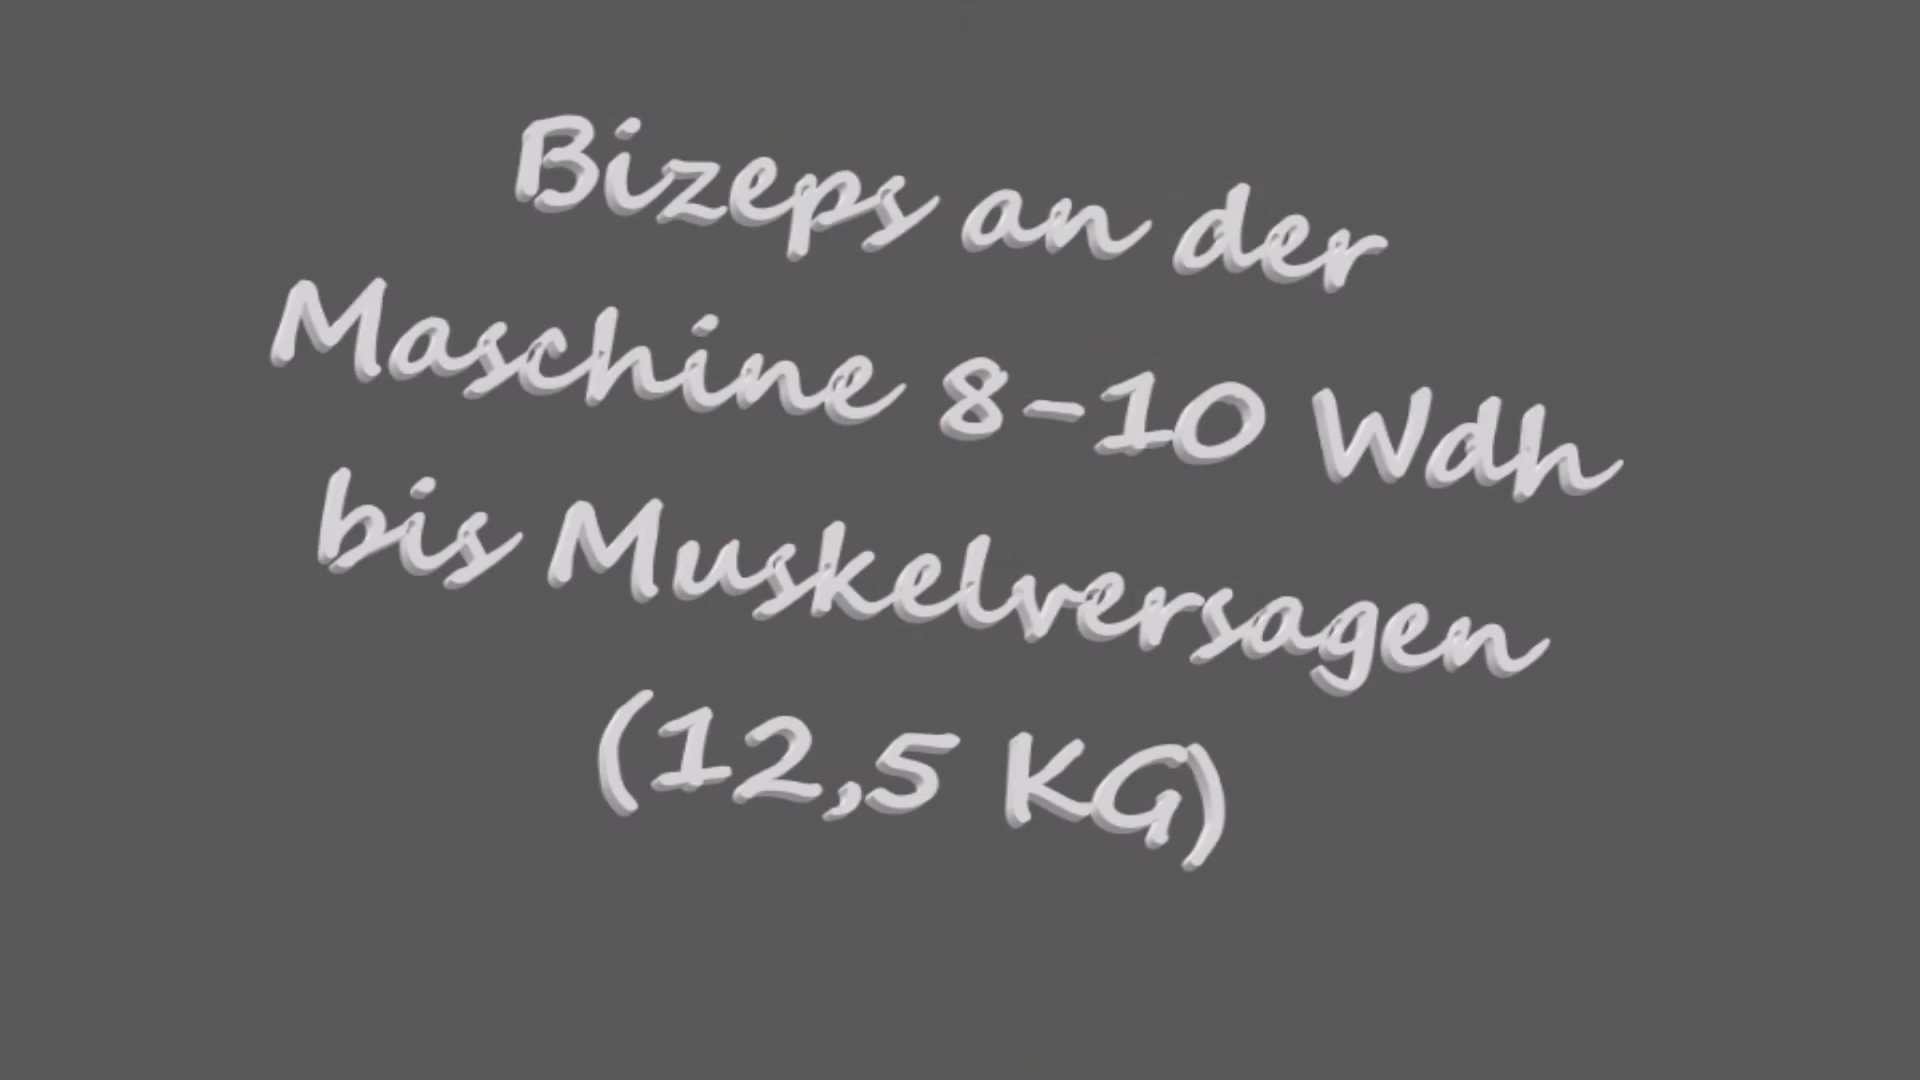 Bizeps an der
Maschine 8-10 Wdh
bis Muskelversagen
(12,5 KG)